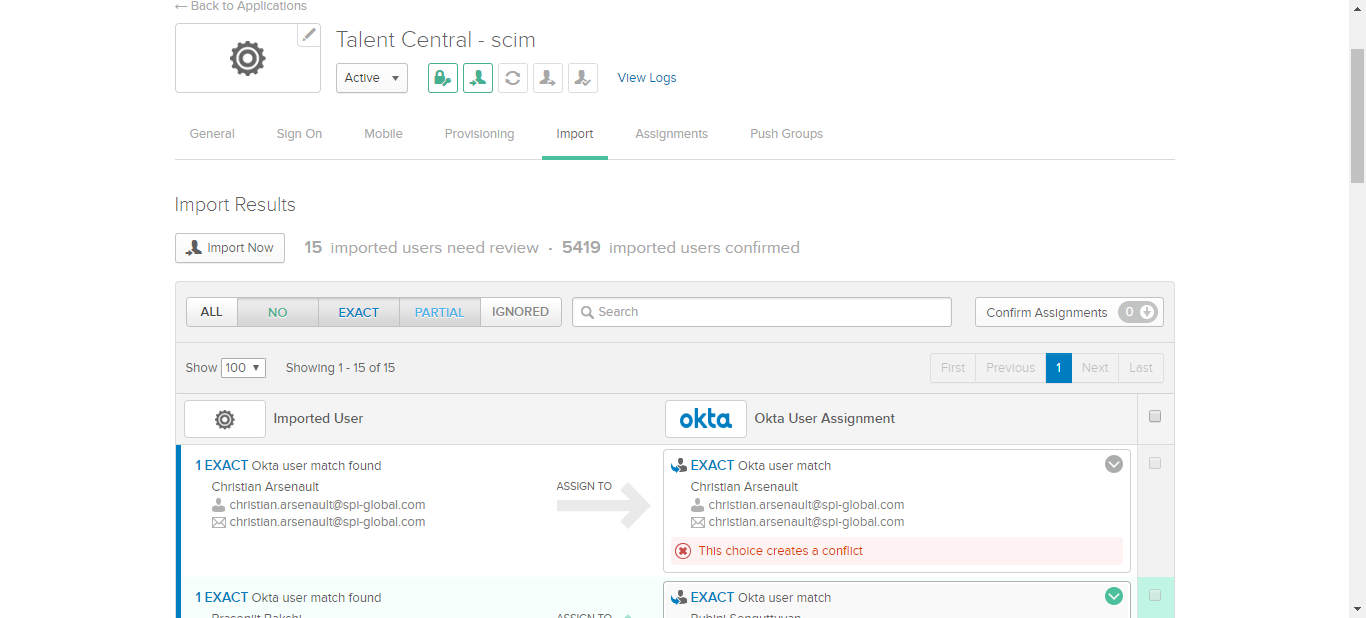 ← Back to Applications
Talent Central - scim
Active ▼ View Logs
General Sign On Mobile Provisioning Import Assignments Push Groups
Import Results
Import Now 15 imported users need review · 5419 imported users confirmed
ALL NO EXACT PARTIAL IGNORED Search Confirm Assignments 0
Show 100 ▼ Showing 1 - 15 of 15 First Previous 1 Next Last
Imported User okta Okta User Assignment
1 EXACT Okta user match found EXACT Okta user match
Christian Arsenault ASSIGN TO Christian Arsenault
christian.arsenault@spi-global.com christian.arsenault@spi-global.com
christian.arsenault@spi-global.com christian.arsenault@spi-global.com
This choice creates a conflict
1 EXACT Okta user match found EXACT Okta user match
ASSIGN TO